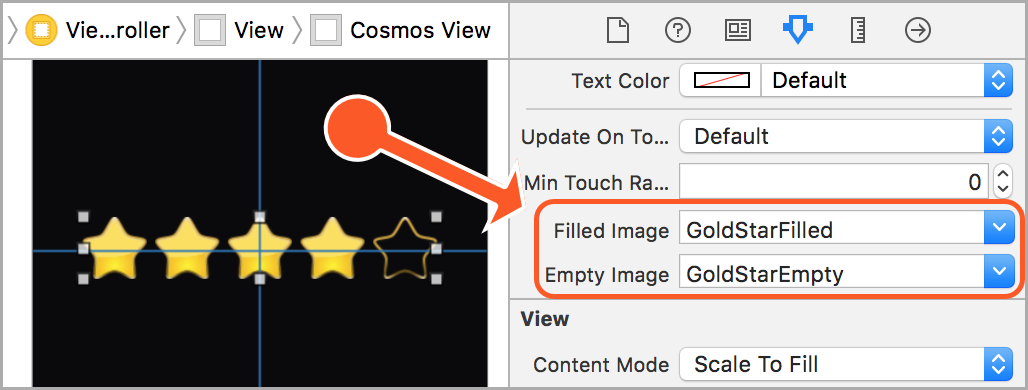 Vie...roller View Cosmos View
Text Color Default
Update On To... Default
Min Touch Ra... 0
Filled Image GoldStarFilled
Empty Image GoldStarEmpty
View
Content Mode Scale To Fill